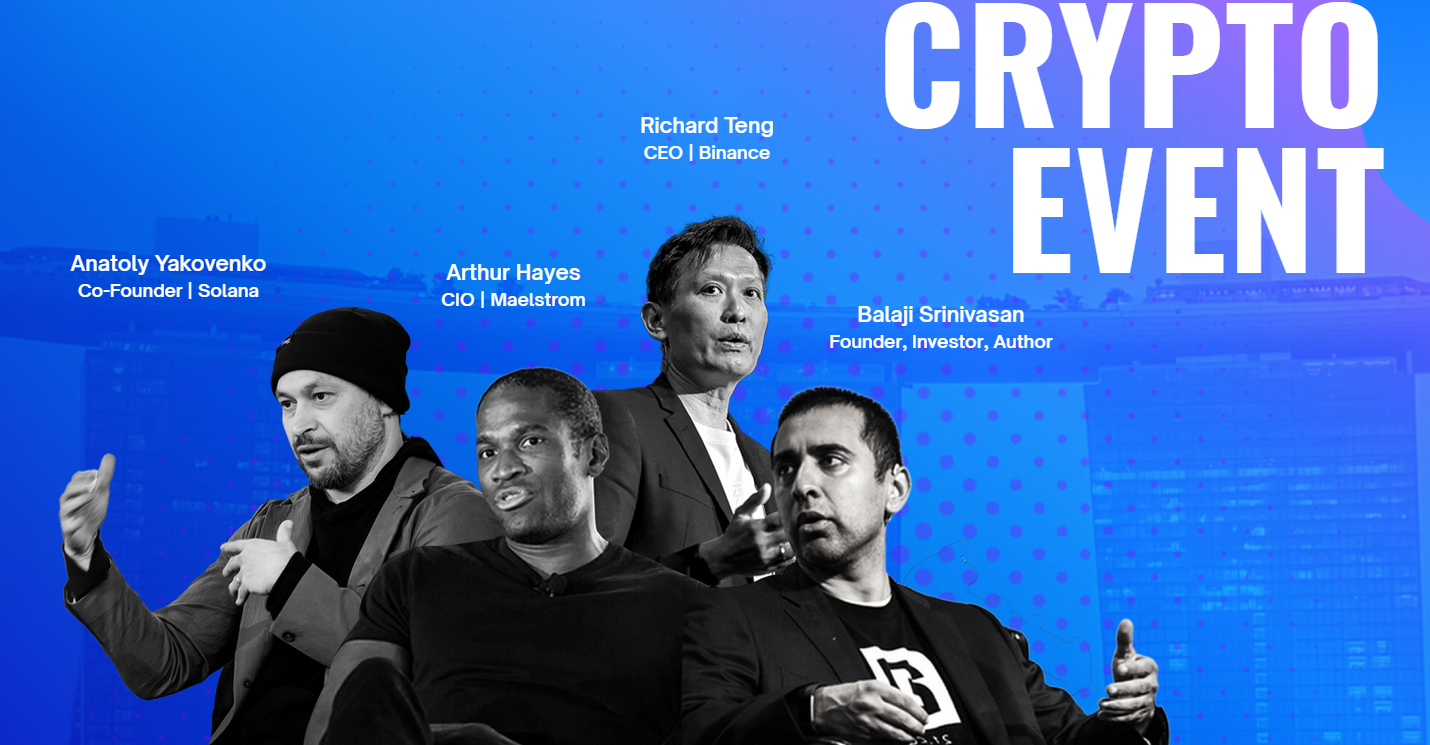 CRYPTO
EVENT
Richard Teng
CEO | Binance
Anatoly Yakovenko
Co-Founder | Solana
Arthur Hayes
CIO | Maelstrom
Balaji Srinivasan
Founder, Investor, Author